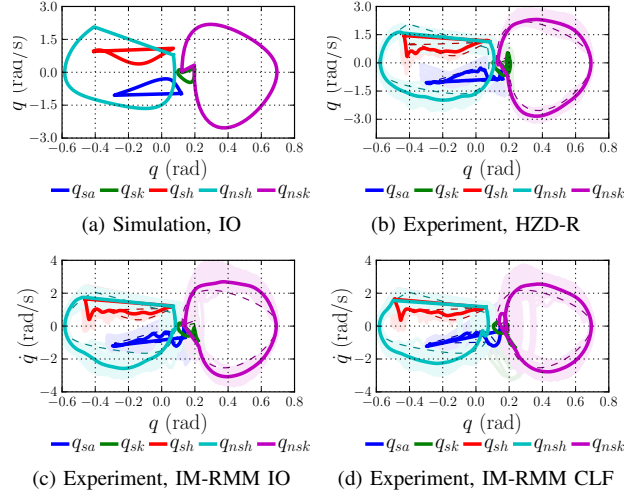 3.0
1.5
0.0
−1.5
−3.0
q (rad/s)
−0.6 −0.4 −0.2 0.0 0.2 0.4 0.6 0.8
q (rad)
q_sa q_sk q_sh q_nsh q_nsk
(a) Simulation, IO
3.0
1.5
0.0
−1.5
−3.0
q (rad/s)
−0.6 −0.4 −0.2 0.0 0.2 0.4 0.6 0.8
q (rad)
q_sa q_sk q_sh q_nsh q_nsk
(b) Experiment, HZD-R
4
2
0
−2
−4
q̇ (rad/s)
−0.6 −0.4 −0.2 0.0 0.2 0.4 0.6 0.8
q (rad)
q_sa q_sk q_sh q_nsh q_nsk
(c) Experiment, IM-RMM IO
4
2
0
−2
−4
q̇ (rad/s)
−0.6 −0.4 −0.2 0.0 0.2 0.4 0.6 0.8
q (rad)
q_sa q_sk q_sh q_nsh q_nsk
(d) Experiment, IM-RMM CLF